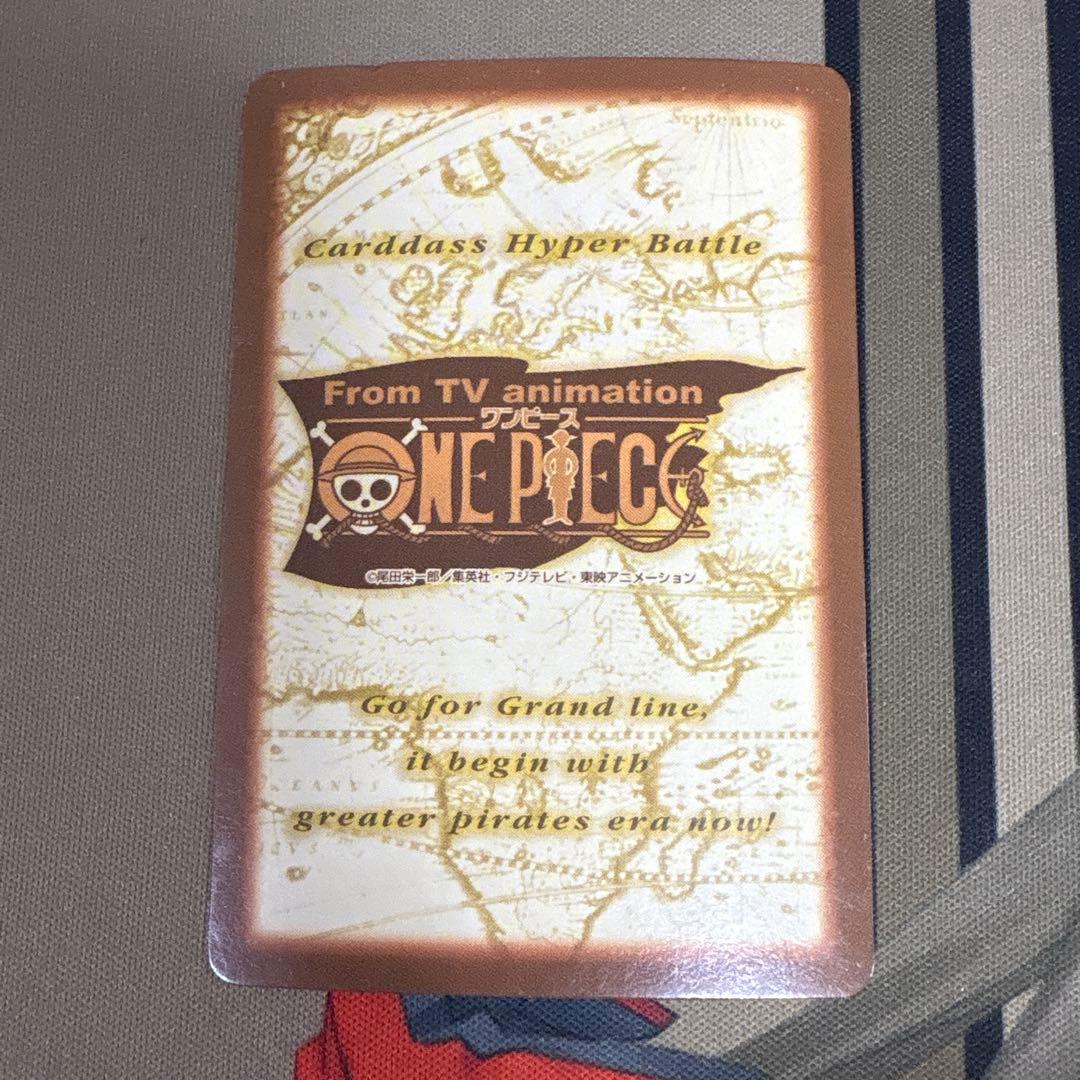 Septentrio
Carddass Hyper Battle
From TV animation
ワンピース
ONE PIECE
©尾田栄一郎／集英社・フジテレビ・東映アニメーション
Go for Grand line,
it begin with
greater pirates era now!